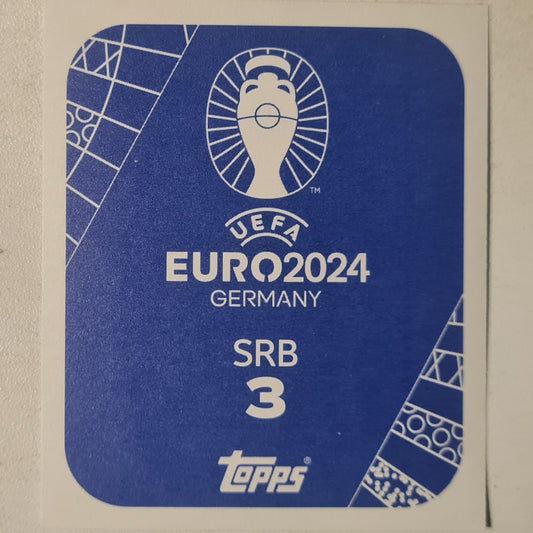 TM
UEFA
EURO2024
GERMANY
SRB
3
topps®